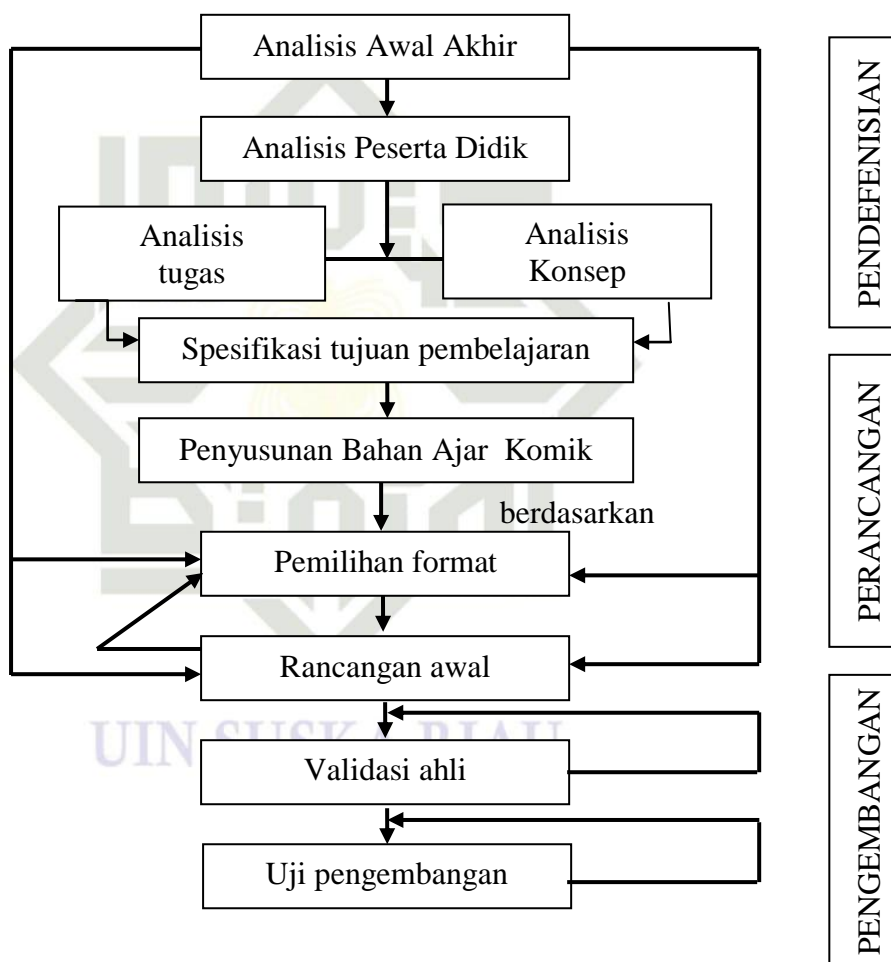 Analisis Awal Akhir
Analisis Peserta Didik
Analisis
tugas
Analisis
Konsep
Spesifikasi tujuan pembelajaran
Penyusunan Bahan Ajar Komik
berdasarkan
Pemilihan format
Rancangan awal
UIN SUSKA RIAU
Validasi ahli
Uji pengembangan
PENDEFENISIAN
PERANCANGAN
PENGEMBANGAN